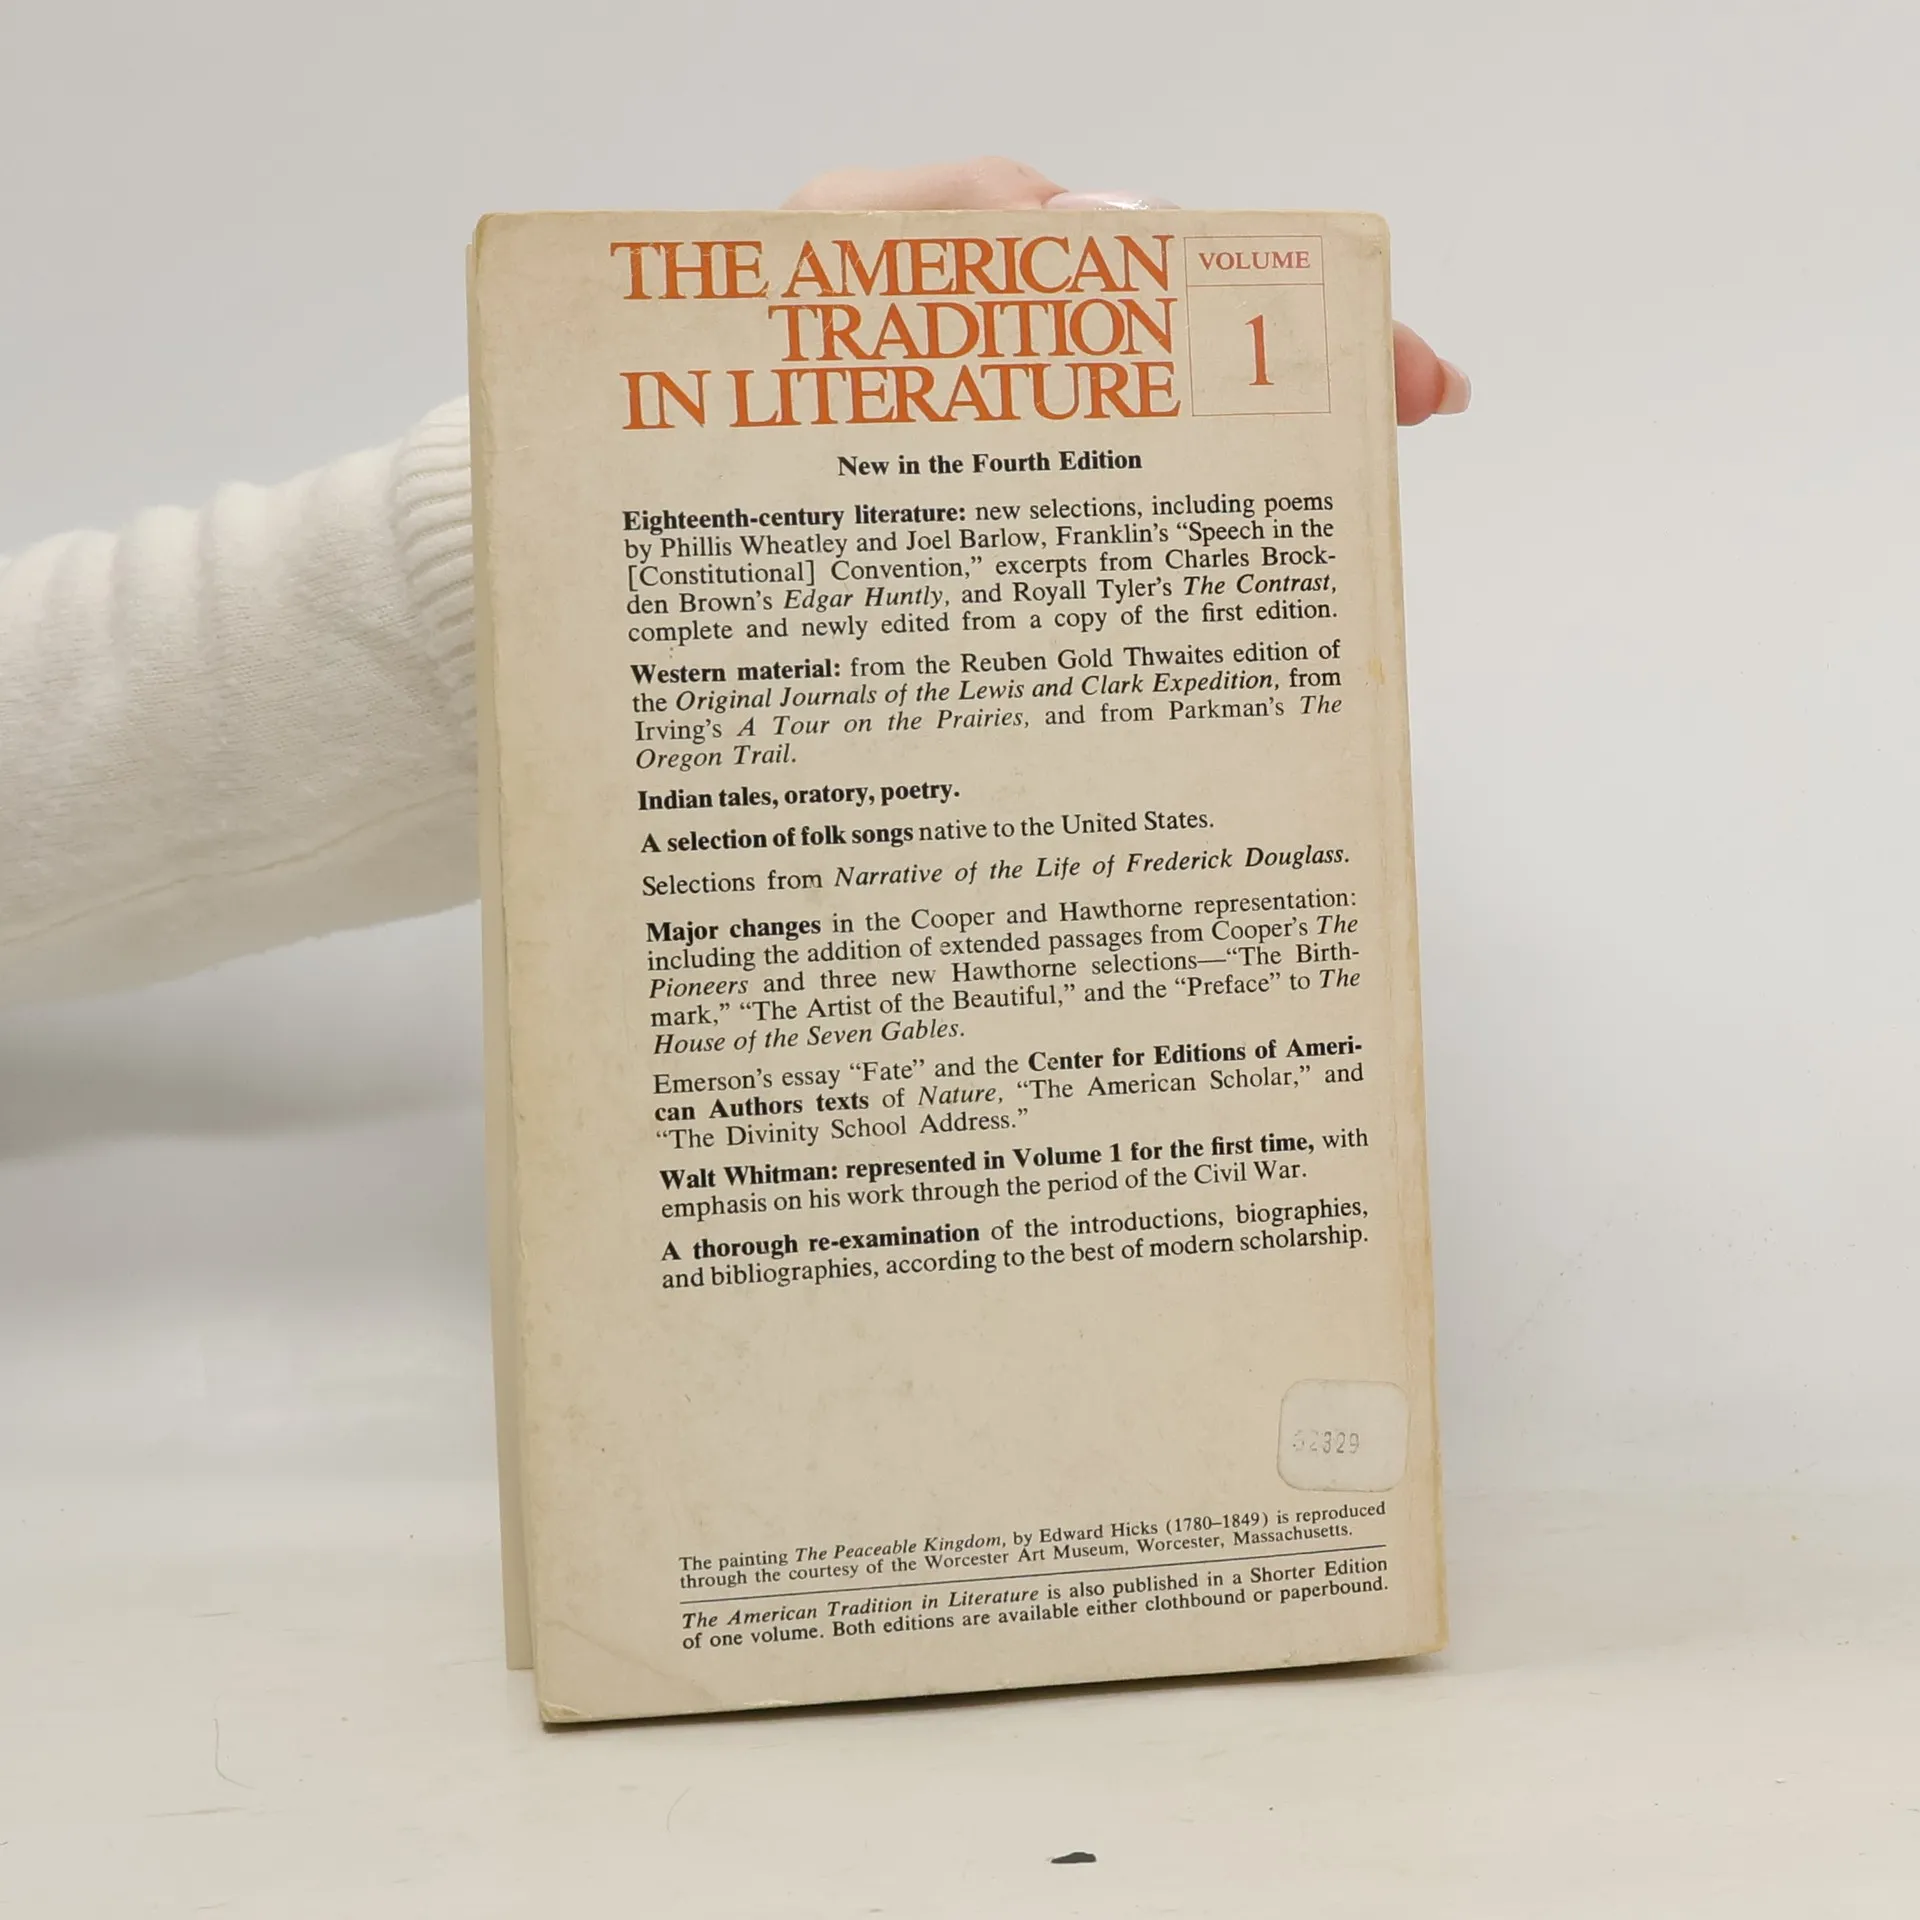 THE AMERICAN
TRADITION
IN LITERATURE
VOLUME
1
New in the Fourth Edition
Eighteenth-century literature: new selections, including poems
by Phillis Wheatley and Joel Barlow, Franklin's “Speech in the
[Constitutional] Convention,” excerpts from Charles Brock-
den Brown's Edgar Huntly, and Royall Tyler's The Contrast,
complete and newly edited from a copy of the first edition.
Western material: from the Reuben Gold Thwaites edition of
the Original Journals of the Lewis and Clark Expedition, from
Irving's A Tour on the Prairies, and from Parkman's The
Oregon Trail.
Indian tales, oratory, poetry.
A selection of folk songs native to the United States.
Selections from Narrative of the Life of Frederick Douglass.
Major changes in the Cooper and Hawthorne representation:
including the addition of extended passages from Cooper's The
Pioneers and three new Hawthorne selections—“The Birth-
mark,” “The Artist of the Beautiful,” and the “Preface” to The
House of the Seven Gables.
Emerson's essay “Fate” and the Center for Editions of Ameri-
can Authors texts of Nature, “The American Scholar,” and
“The Divinity School Address.”
Walt Whitman: represented in Volume 1 for the first time, with
emphasis on his work through the period of the Civil War.
A thorough re-examination of the introductions, biographies,
and bibliographies, according to the best of modern scholarship.
The painting The Peaceable Kingdom, by Edward Hicks (1780–1849) is reproduced
through the courtesy of the Worcester Art Museum, Worcester, Massachusetts.
The American Tradition in Literature is also published in a Shorter Edition
of one volume. Both editions are available either clothbound or paperbound.